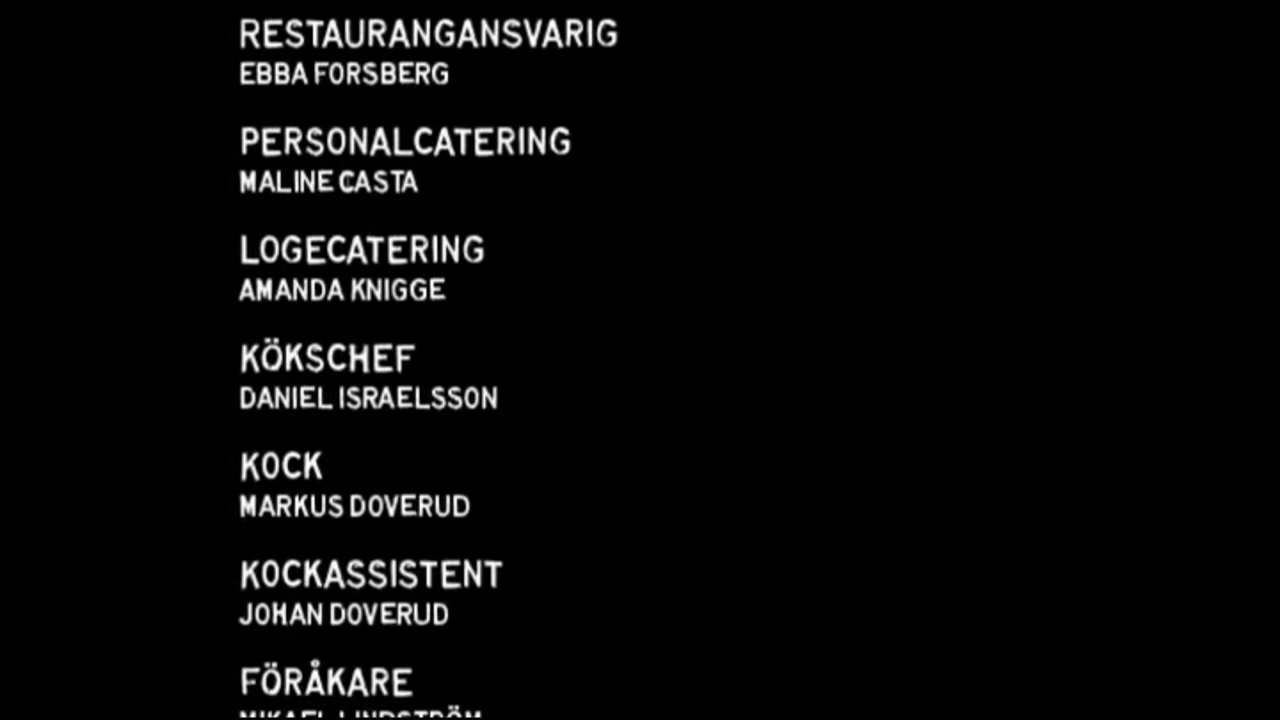 RESTAURANGANSVARIG
EBBA FORSBERG
PERSONALCATERING
MALINE CASTA
LOGECATERING
AMANDA KNIGGE
KÖKSCHEF
DANIEL ISRAELSSON
KOCK
MARKUS DOVERUD
KOCKASSISTENT
JOHAN DOVERUD
FÖRÅKARE
MIKAEL LINDSTRÖM